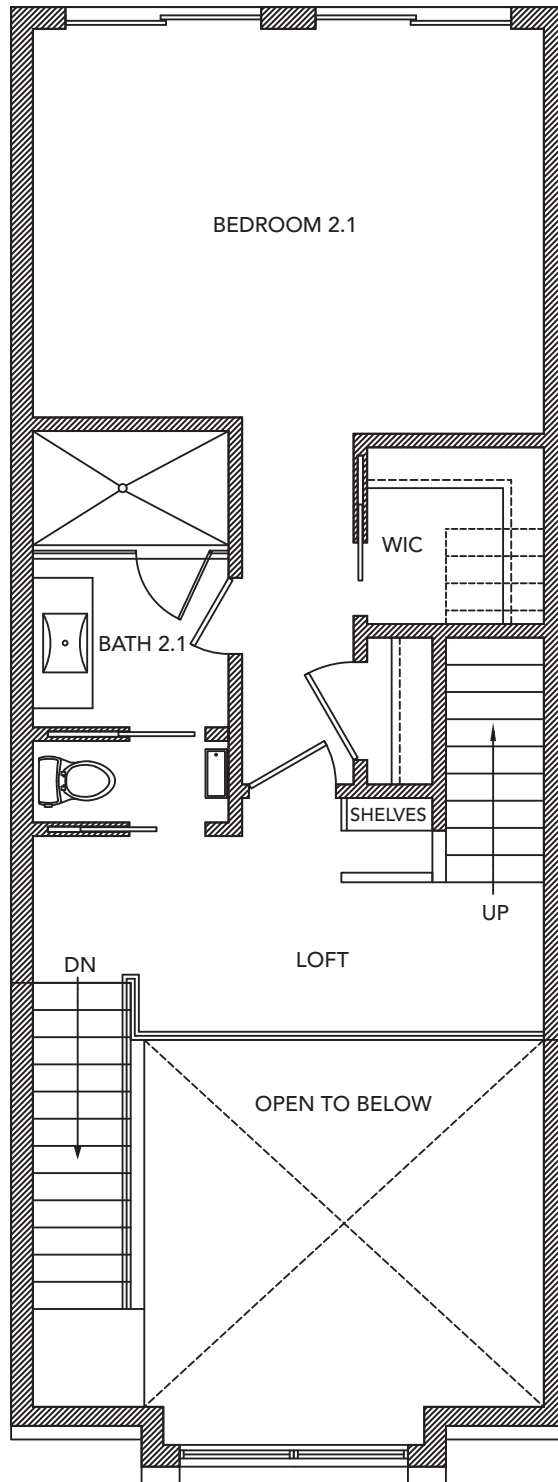 BEDROOM 2.1
WIC
BATH 2.1
SHELVES
UP
LOFT
DN
OPEN TO BELOW